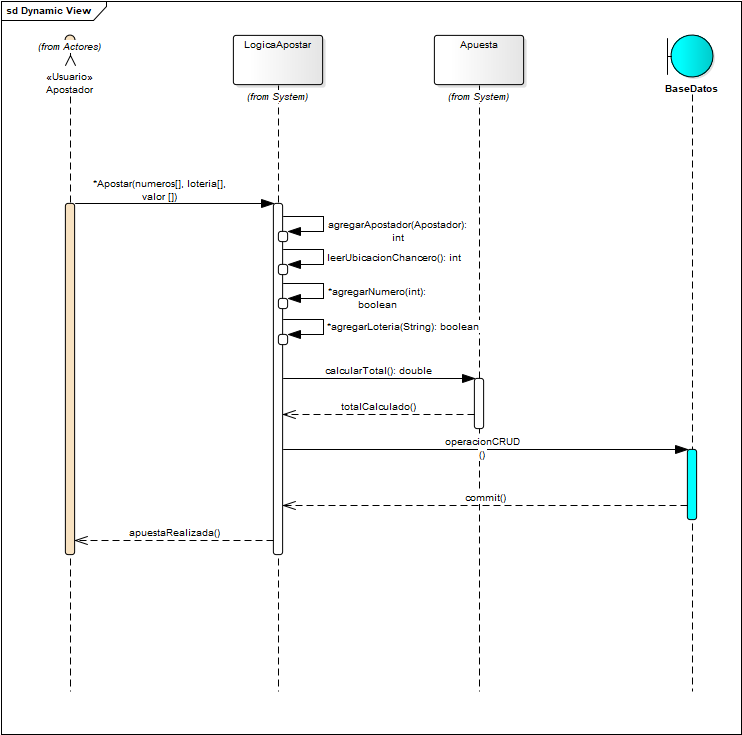 sd Dynamic View
(from Actores)
«Usuario»
Apostador
LogicaApostar
(from System)
Apuesta
(from System)
BaseDatos
*Apostar(numeros[], loteria[],
valor [])
agregarApostador(Apostador):
int
leerUbicacionChancero(): int
*agregarNumero(int):
boolean
*agregarLoteria(String): boolean
calcularTotal(): double
totalCalculado()
operacionCRUD
()
commit()
apuestaRealizada()